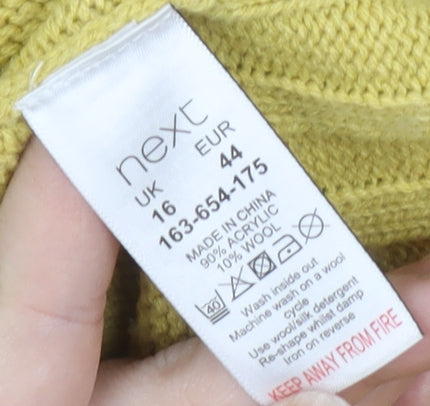 next
UK EUR
16 44
163-654-175
MADE IN CHINA
90% ACRYLIC
10% WOOL
40
Wash inside out
Machine wash on a wool
cycle
Use wool/silk detergent
Re-shape whilst damp
Iron on reverse
KEEP AWAY FROM FIRE